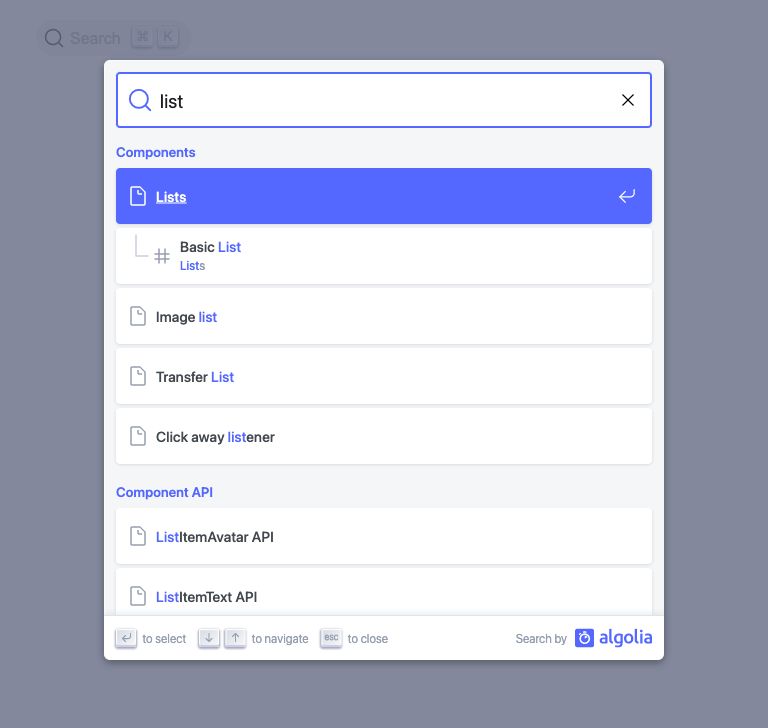 Search ⌘ K
list
Components
Lists
Basic List
Lists
Image list
Transfer List
Click away listener
Component API
ListItemAvatar API
ListItemText API
to select to navigate esc to close Search by algolia